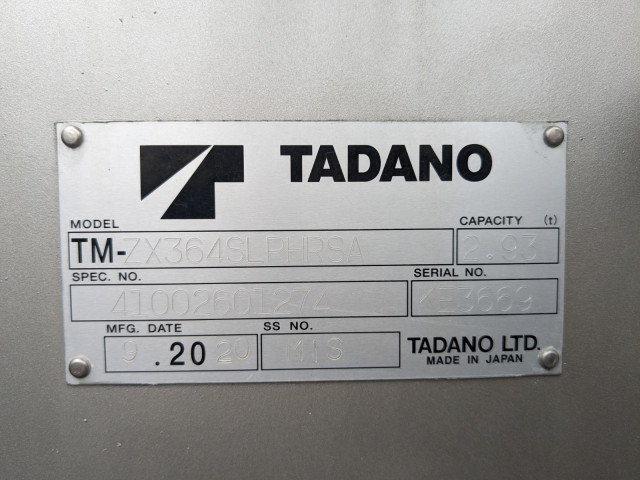 TADANO
MODEL
CAPACITY (t)
TM-ZX364SLPHRSA
2.93
SPEC. NO.
SERIAL NO.
MFG. DATE
SS NO.
9 .2020
MIS
TADANO LTD.
MADE IN JAPAN